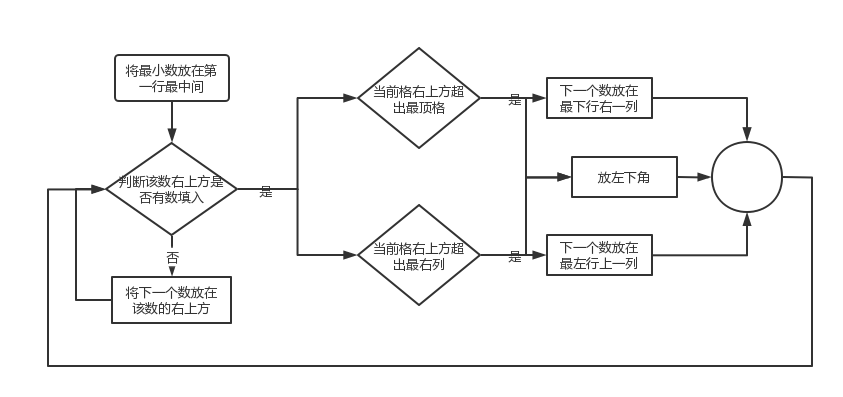 将最小数放在第
一行最中间
判断该数右上方是
否有数填入
否
将下一个数放在
该数的右上方
是
当前格右上方超
出最顶格
是
下一个数放在
最下行右一列
放左下角
当前格右上方超
出最右列
是
下一个数放在
最左行上一列